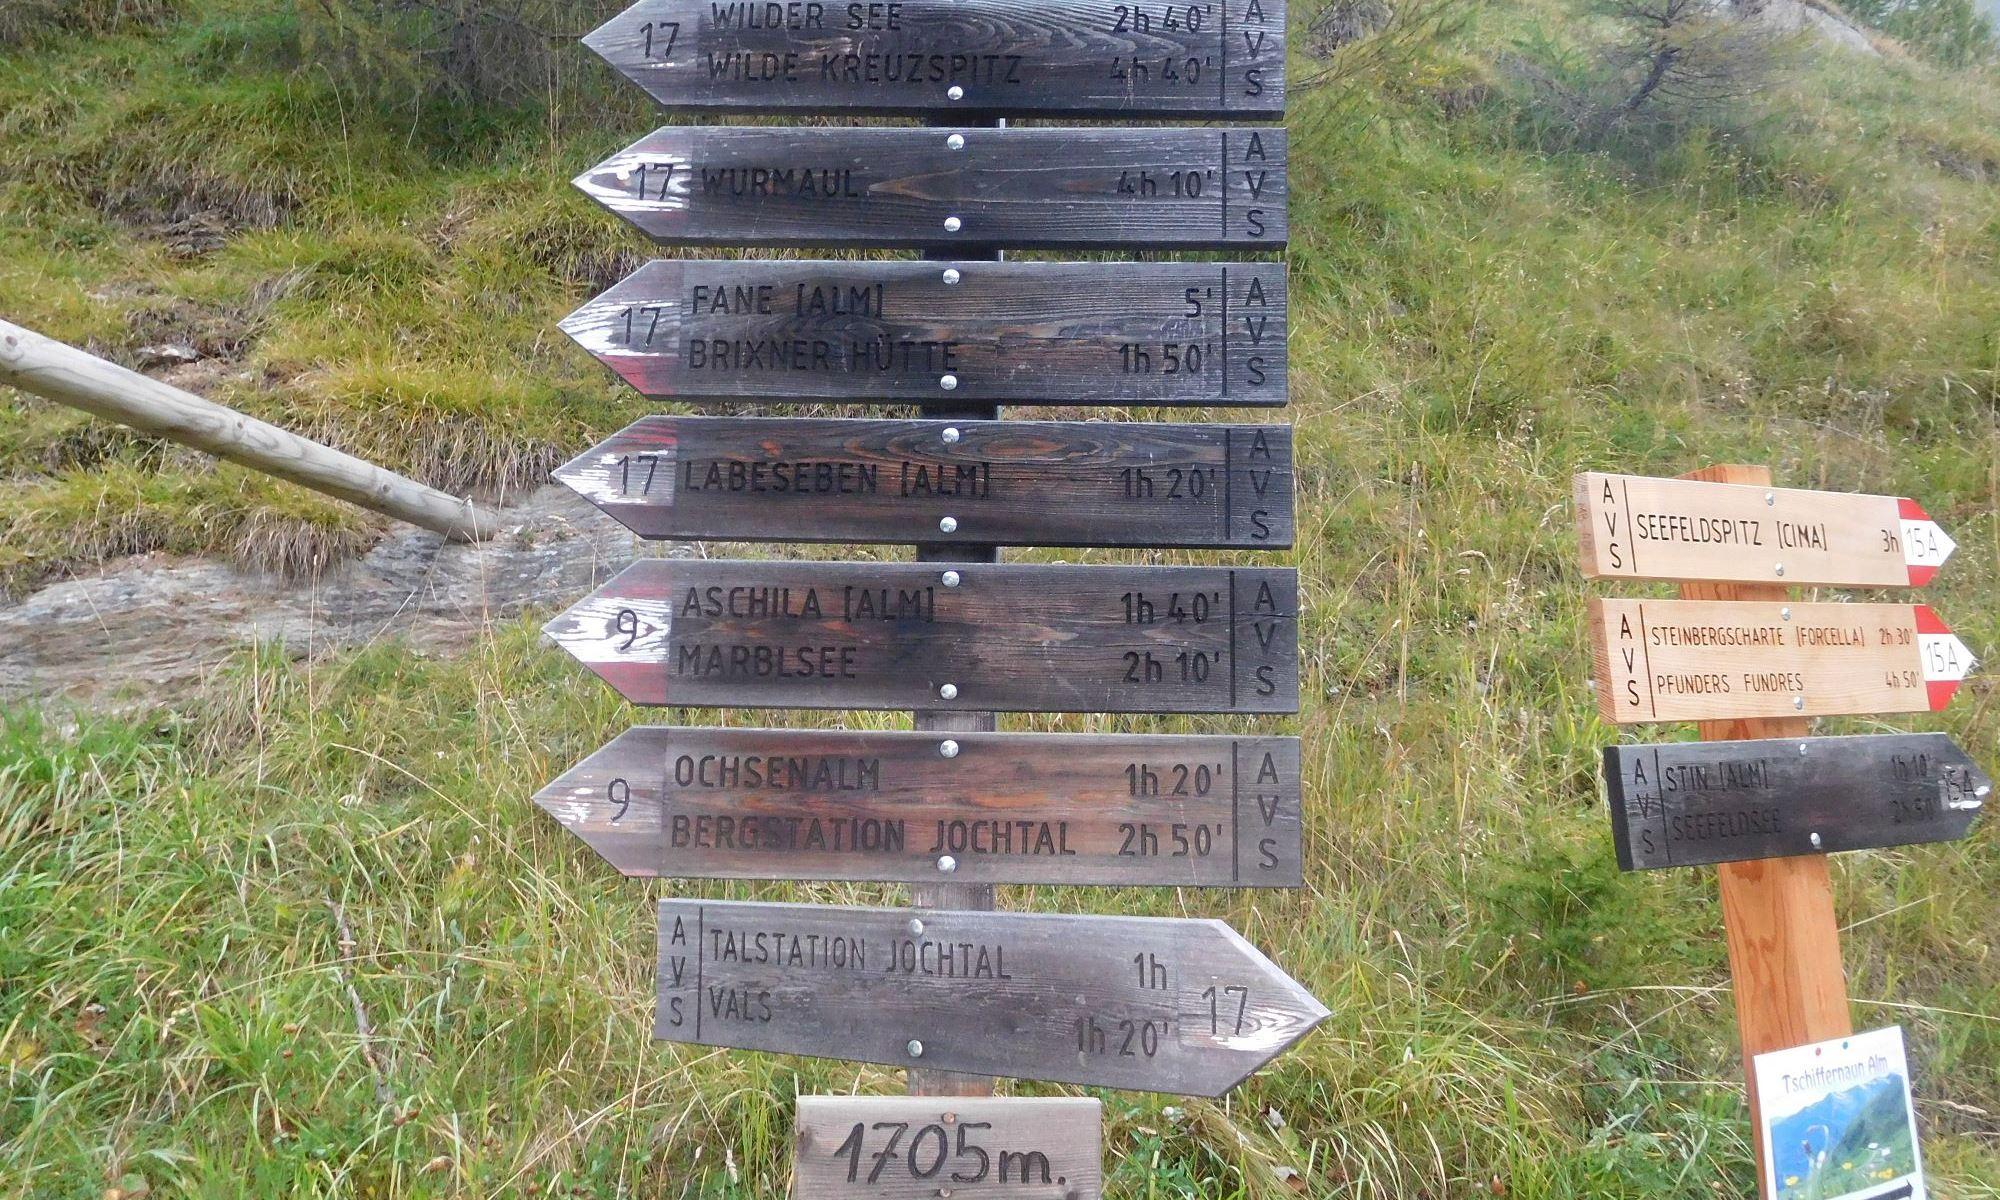 17 WILDER SEE 2h 40' AVS
WILDE KREUZSPITZ 4h 40'
17 WURMAUL 4h 10' AVS
17 FANE [ALM] 5' AVS
BRIXNER HÜTTE 1h 50'
17 LABESEBEN [ALM] 1h 20' AVS
9 ASCHILA [ALM] 1h 40' AVS
MARBLSEE 2h 10'
9 OCHSENALM 1h 20' AVS
BERGSTATION JOCHTAL 2h 50'
AVS TALSTATION JOCHTAL 1h 17
VALS 1h 20'
1705m.
AVS SEEFELDSPITZ [CIMA] 3h 15A
AVS STEINBERGSCHARTE [FORCELLA] 2h 30' 15A
PFUNDERS FUNDRES 4h 50'
AVS STIN [ALM] 1h 10' 15A
SEEFELDSEE 2h 50'
Tschiffernaun Alm